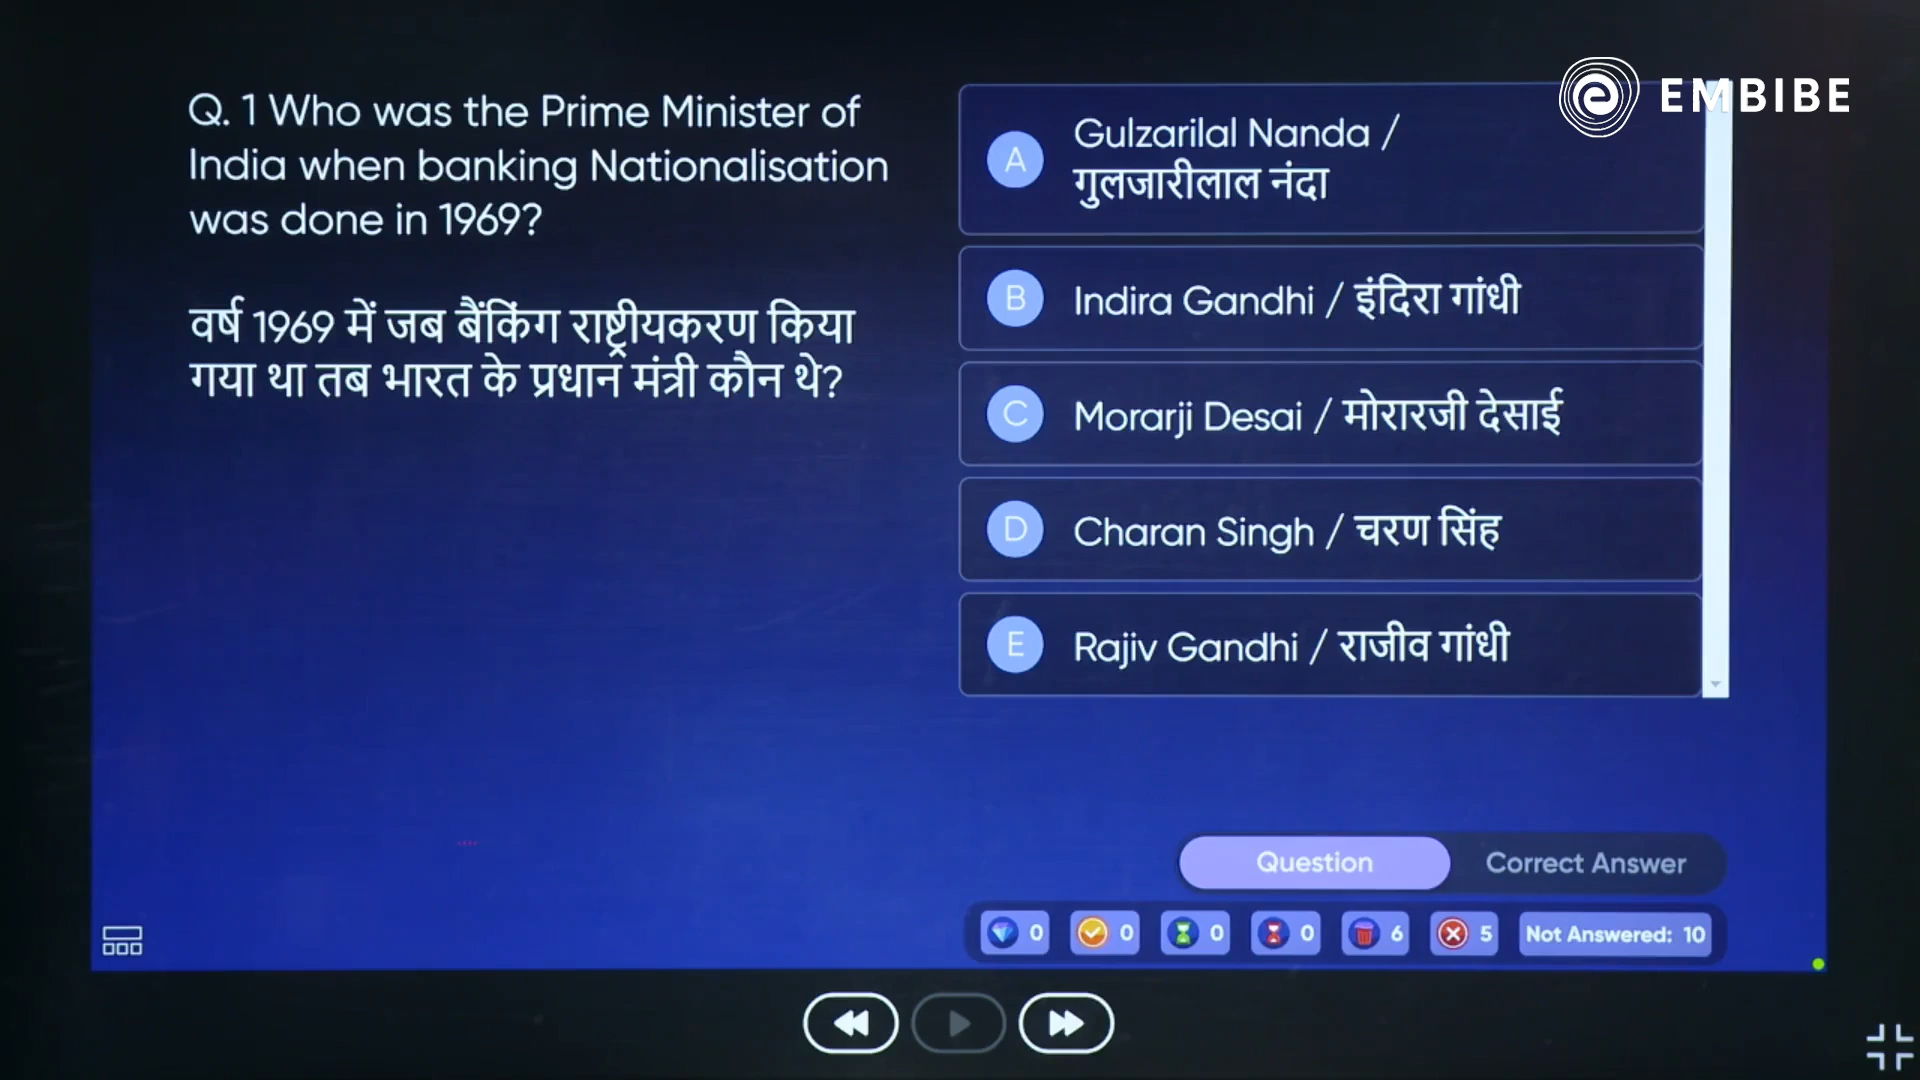 EMBIBE
Q. 1 Who was the Prime Minister of
India when banking Nationalisation
was done in 1969?
वर्ष 1969 में जब बैंकिंग राष्ट्रीयकरण किया
गया था तब भारत के प्रधान मंत्री कौन थे?
A Gulzarilal Nanda /
गुलजारीलाल नंदा
B Indira Gandhi / इंदिरा गांधी
C Morarji Desai / मोरारजी देसाई
D Charan Singh / चरण सिंह
E Rajiv Gandhi / राजीव गांधी
Question Correct Answer
0 0 0 0 6 5 Not Answered: 10